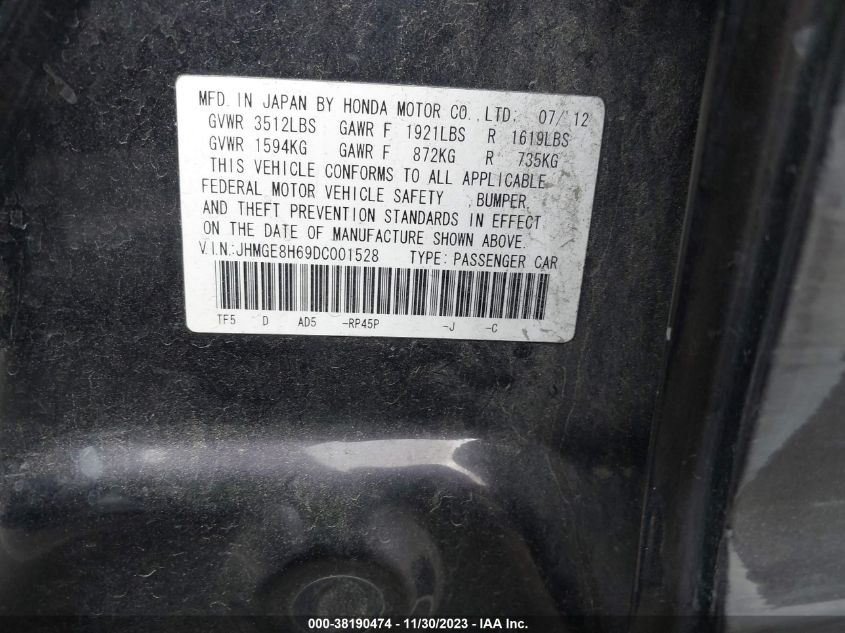 MFD. IN JAPAN BY HONDA MOTOR CO., LTD; 07/ 12
GVWR 3512LBS GAWR F 1921LBS R 1619LBS
GVWR 1594KG GAWR F 872KG R 735KG
THIS VEHICLE CONFORMS TO ALL APPLICABLE
FEDERAL MOTOR VEHICLE SAFETY , BUMPER,
AND THEFT PREVENTION STANDARDS IN EFFECT
ON THE DATE OF MANUFACTURE SHOWN ABOVE.
V.I.N.:JHMGE8H69DC001528 TYPE: PASSENGER CAR
TF5 D AD5 -RP45P -J -C
000-38190474 - 11/30/2023 - IAA Inc.